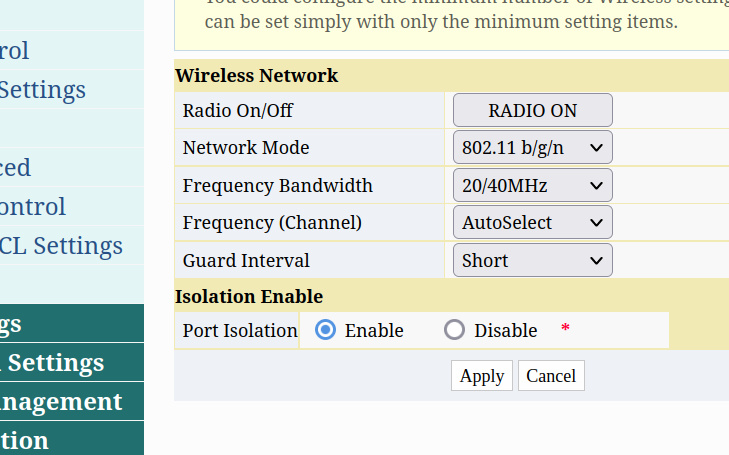 can be set simply with only the minimum setting items.
rol
Settings
ced
ontrol
CL Settings
gs
Settings
nagement
tion
Wireless Network
Radio On/Off RADIO ON
Network Mode 802.11 b/g/n
Frequency Bandwidth 20/40MHz
Frequency (Channel) AutoSelect
Guard Interval Short
Isolation Enable
Port Isolation Enable Disable *
Apply Cancel